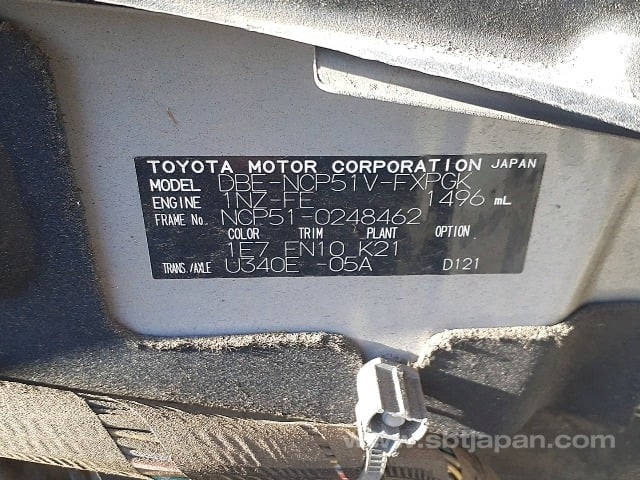 TOYOTA MOTOR CORPORATION JAPAN
MODEL DBE-NCP51V-FXPGK
ENGINE 1NZ-FE 1496 mL
FRAME No. NCP51-0248462
COLOR TRIM PLANT OPTION
1E7 FN10 K21
TRANS/AXLE U340E -05A D121
www.sbtjapan.com